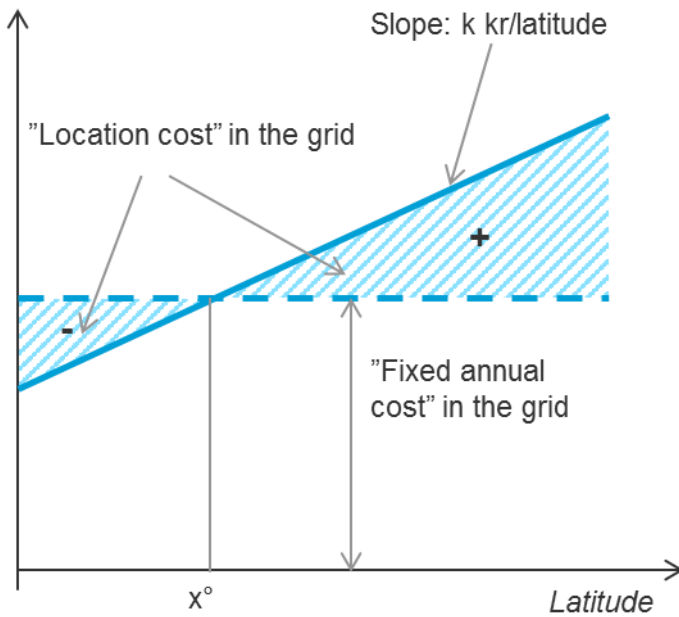 Slope: k kr/latitude
”Location cost” in the grid
+
-
”Fixed annual
cost” in the grid
x°
Latitude